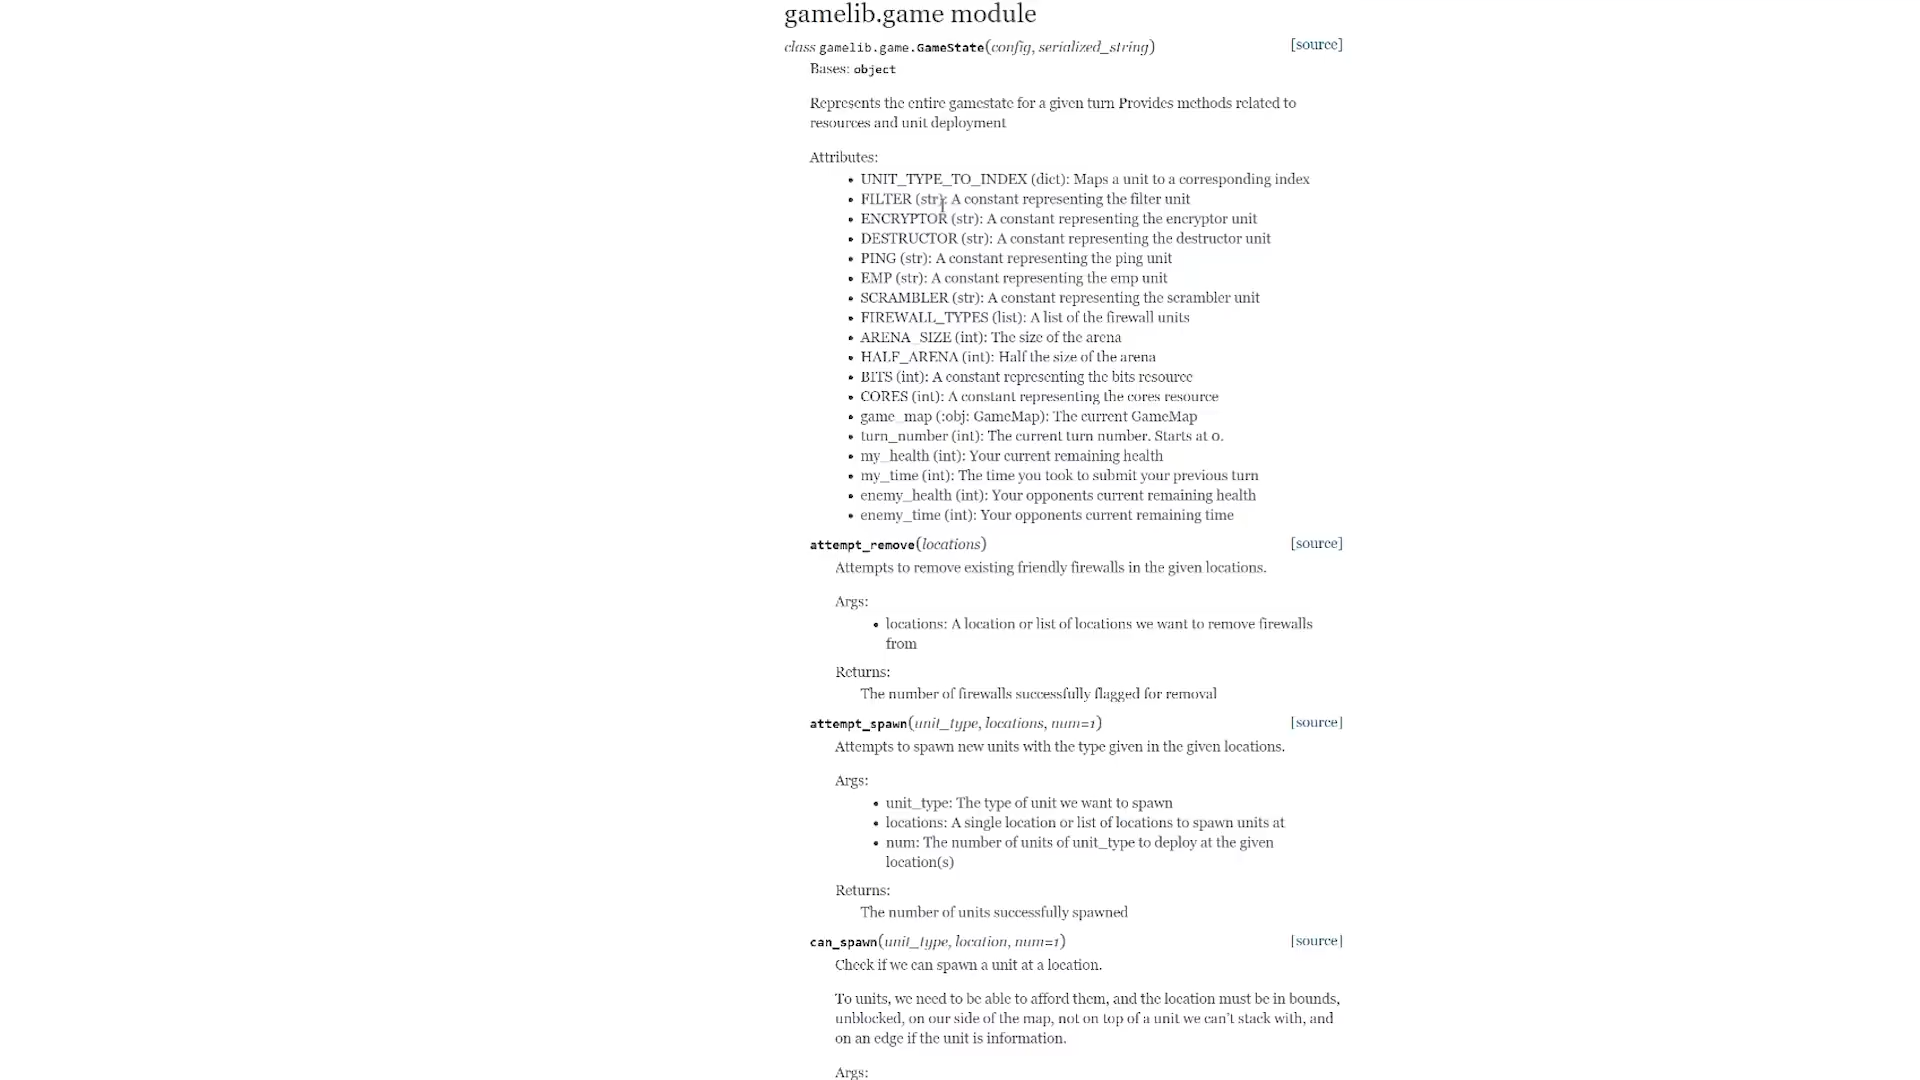 gamelib.game module
class gamelib.game.GameState(config, serialized_string) [source]
Bases: object
Represents the entire gamestate for a given turn Provides methods related to
resources and unit deployment
Attributes:
• UNIT_TYPE_TO_INDEX (dict): Maps a unit to a corresponding index
• FILTER (str): A constant representing the filter unit
• ENCRYPTOR (str): A constant representing the encryptor unit
• DESTRUCTOR (str): A constant representing the destructor unit
• PING (str): A constant representing the ping unit
• EMP (str): A constant representing the emp unit
• SCRAMBLER (str): A constant representing the scrambler unit
• FIREWALL_TYPES (list): A list of the firewall units
• ARENA_SIZE (int): The size of the arena
• HALF_ARENA (int): Half the size of the arena
• BITS (int): A constant representing the bits resource
• CORES (int): A constant representing the cores resource
• game_map (:obj: GameMap): The current GameMap
• turn_number (int): The current turn number. Starts at 0.
• my_health (int): Your current remaining health
• my_time (int): The time you took to submit your previous turn
• enemy_health (int): Your opponents current remaining health
• enemy_time (int): Your opponents current remaining time
attempt_remove(locations) [source]
Attempts to remove existing friendly firewalls in the given locations.
Args:
• locations: A location or list of locations we want to remove firewalls
from
Returns:
The number of firewalls successfully flagged for removal
attempt_spawn(unit_type, locations, num=1) [source]
Attempts to spawn new units with the type given in the given locations.
Args:
• unit_type: The type of unit we want to spawn
• locations: A single location or list of locations to spawn units at
• num: The number of units of unit_type to deploy at the given
location(s)
Returns:
The number of units successfully spawned
can_spawn(unit_type, location, num=1) [source]
Check if we can spawn a unit at a location.
To units, we need to be able to afford them, and the location must be in bounds,
unblocked, on our side of the map, not on top of a unit we can't stack with, and
on an edge if the unit is information.
Args: